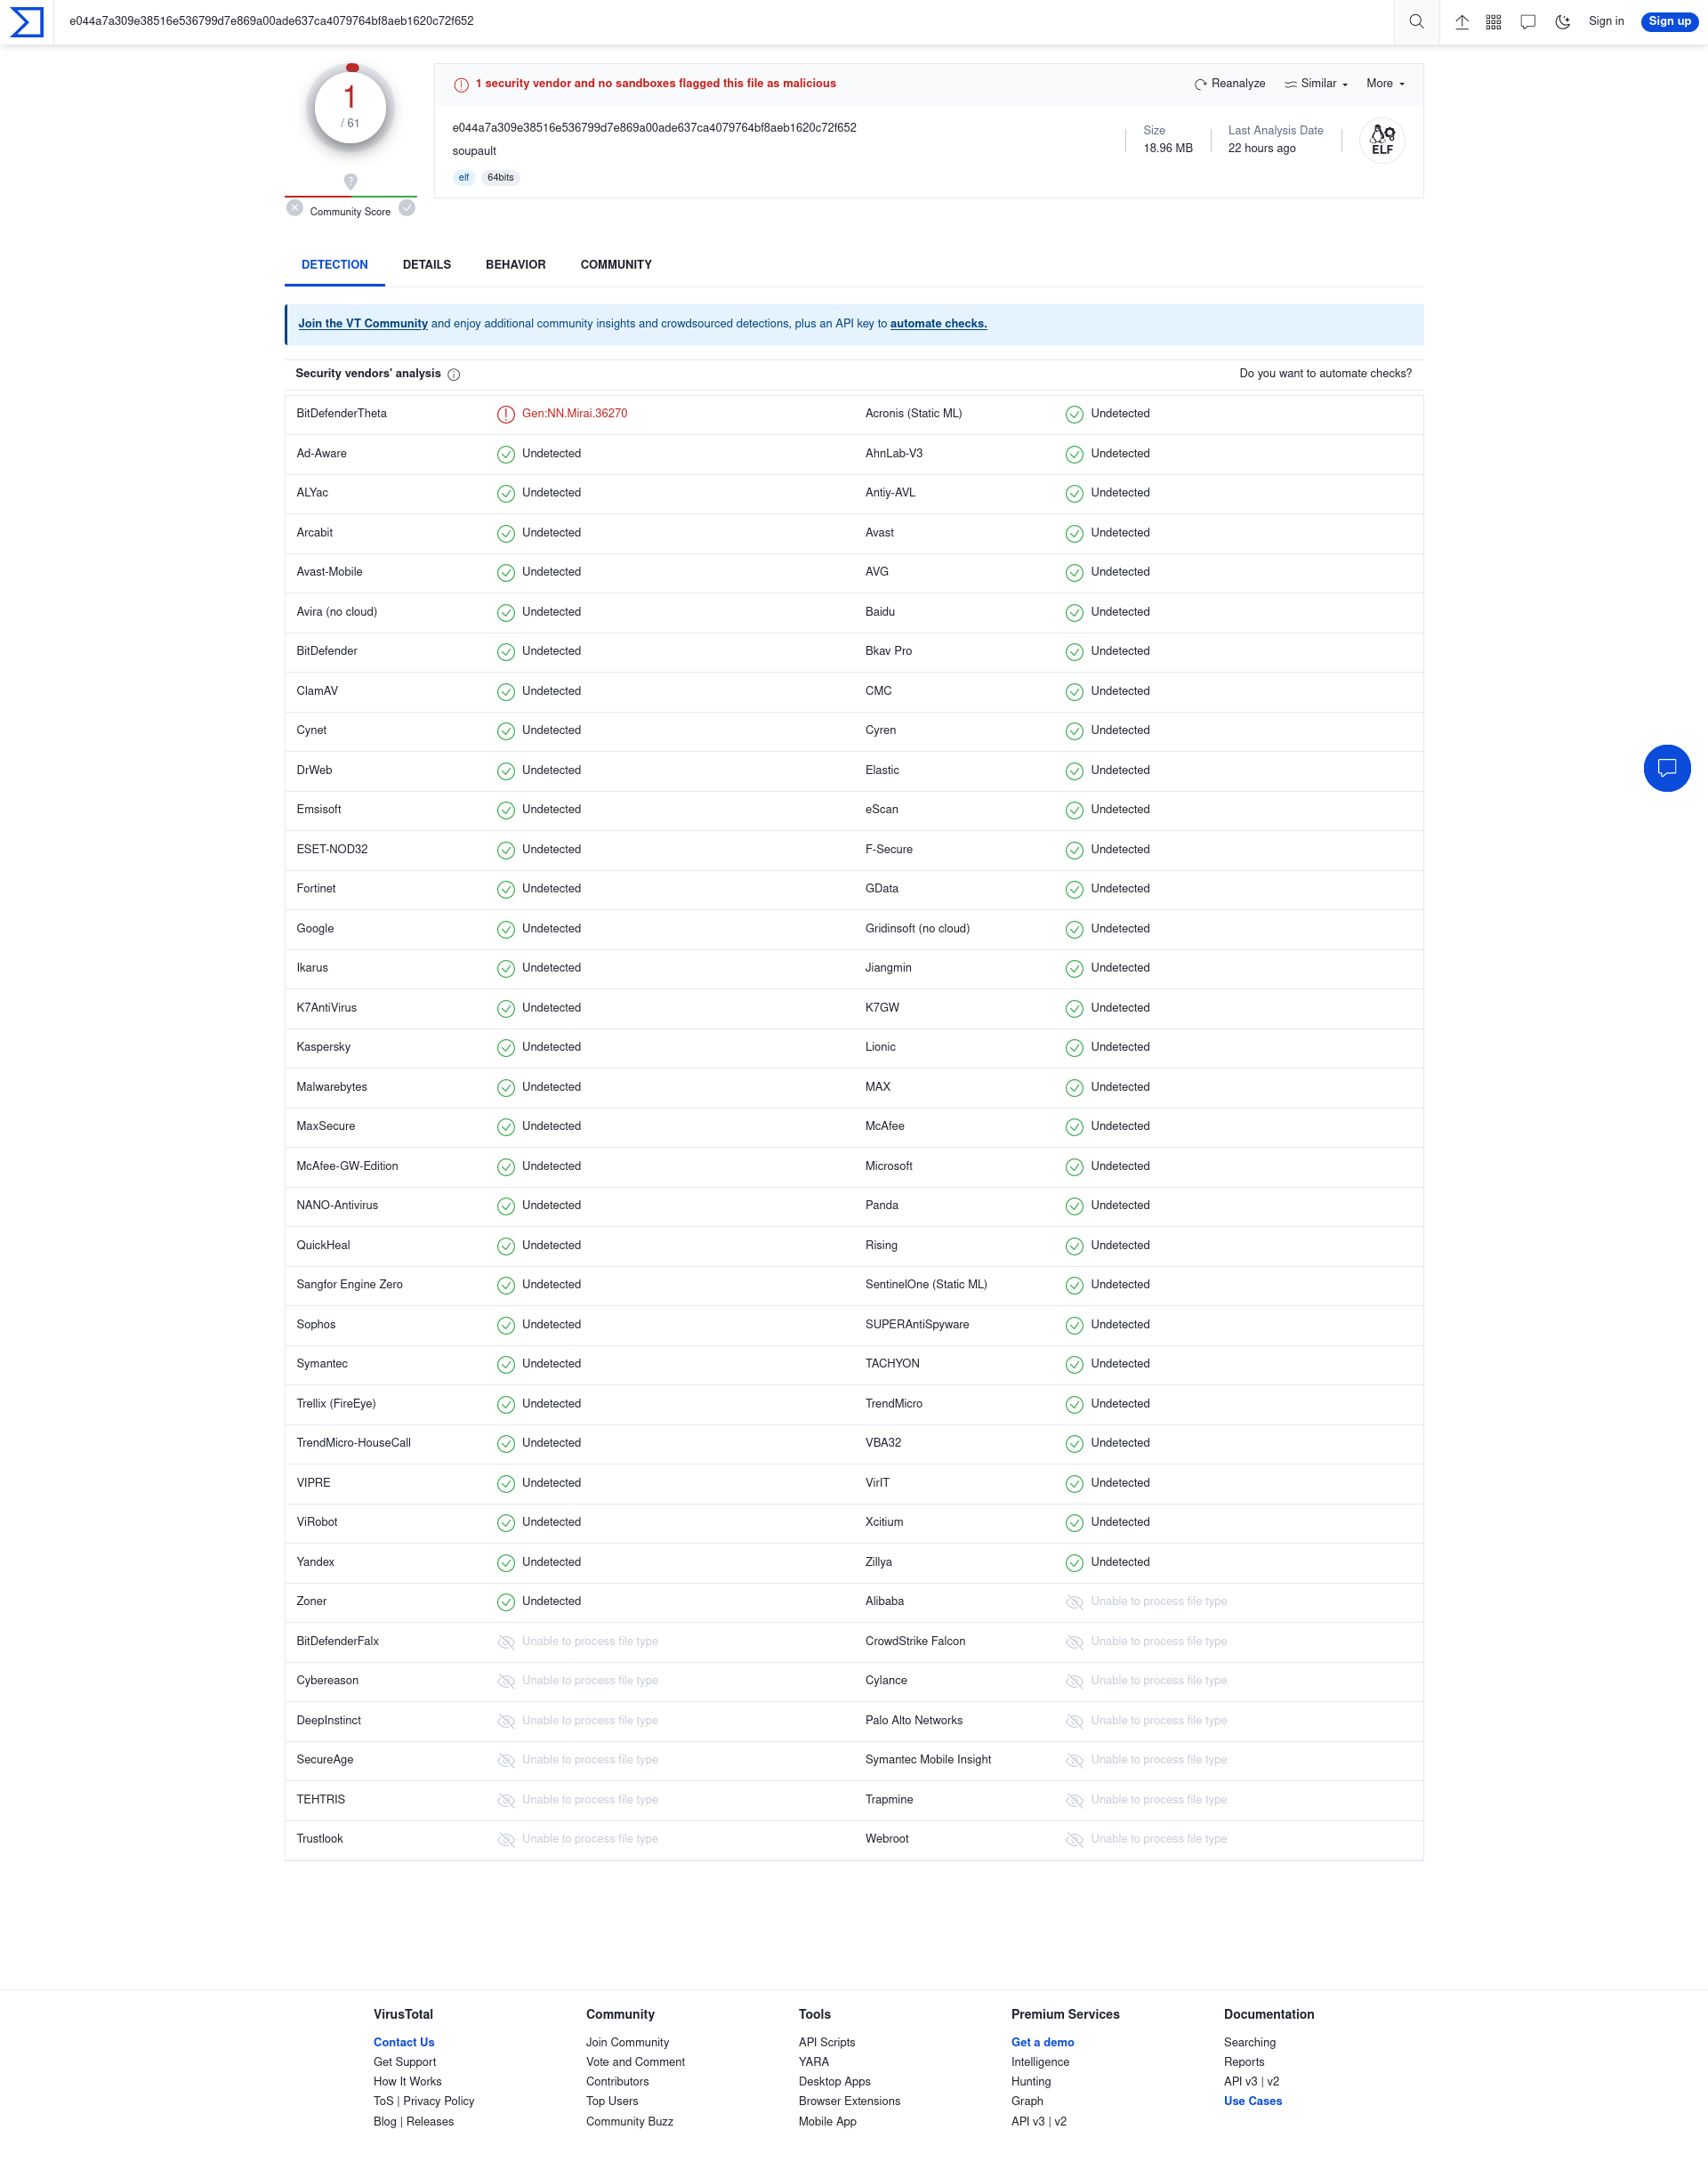 e044a7a309e38516e536799d7e869a00ade637ca4079764bf8aeb1620c72f652
Sign in
Sign up
1
/ 61
?
Community Score
1 security vendor and no sandboxes flagged this file as malicious
Reanalyze
Similar
More
e044a7a309e38516e536799d7e869a00ade637ca4079764bf8aeb1620c72f652
soupault
elf 64bits
Size
18.96 MB
Last Analysis Date
22 hours ago
ELF
DETECTION DETAILS BEHAVIOR COMMUNITY
Join the VT Community and enjoy additional community insights and crowdsourced detections, plus an API key to automate checks.
Security vendors' analysis
Do you want to automate checks?
BitDefenderTheta Gen:NN.Mirai.36270 Acronis (Static ML) Undetected
Ad-Aware Undetected AhnLab-V3 Undetected
ALYac Undetected Antiy-AVL Undetected
Arcabit Undetected Avast Undetected
Avast-Mobile Undetected AVG Undetected
Avira (no cloud) Undetected Baidu Undetected
BitDefender Undetected Bkav Pro Undetected
ClamAV Undetected CMC Undetected
Cynet Undetected Cyren Undetected
DrWeb Undetected Elastic Undetected
Emsisoft Undetected eScan Undetected
ESET-NOD32 Undetected F-Secure Undetected
Fortinet Undetected GData Undetected
Google Undetected Gridinsoft (no cloud) Undetected
Ikarus Undetected Jiangmin Undetected
K7AntiVirus Undetected K7GW Undetected
Kaspersky Undetected Lionic Undetected
Malwarebytes Undetected MAX Undetected
MaxSecure Undetected McAfee Undetected
McAfee-GW-Edition Undetected Microsoft Undetected
NANO-Antivirus Undetected Panda Undetected
QuickHeal Undetected Rising Undetected
Sangfor Engine Zero Undetected SentinelOne (Static ML) Undetected
Sophos Undetected SUPERAntiSpyware Undetected
Symantec Undetected TACHYON Undetected
Trellix (FireEye) Undetected TrendMicro Undetected
TrendMicro-HouseCall Undetected VBA32 Undetected
VIPRE Undetected VirIT Undetected
ViRobot Undetected Xcitium Undetected
Yandex Undetected Zillya Undetected
Zoner Undetected Alibaba Unable to process file type
BitDefenderFalx Unable to process file type CrowdStrike Falcon Unable to process file type
Cybereason Unable to process file type Cylance Unable to process file type
DeepInstinct Unable to process file type Palo Alto Networks Unable to process file type
SecureAge Unable to process file type Symantec Mobile Insight Unable to process file type
TEHTRIS Unable to process file type Trapmine Unable to process file type
Trustlook Unable to process file type Webroot Unable to process file type
VirusTotal
Contact Us
Get Support
How It Works
ToS | Privacy Policy
Blog | Releases
Community
Join Community
Vote and Comment
Contributors
Top Users
Community Buzz
Tools
API Scripts
YARA
Desktop Apps
Browser Extensions
Mobile App
Premium Services
Get a demo
Intelligence
Hunting
Graph
API v3 | v2
Documentation
Searching
Reports
API v3 | v2
Use Cases